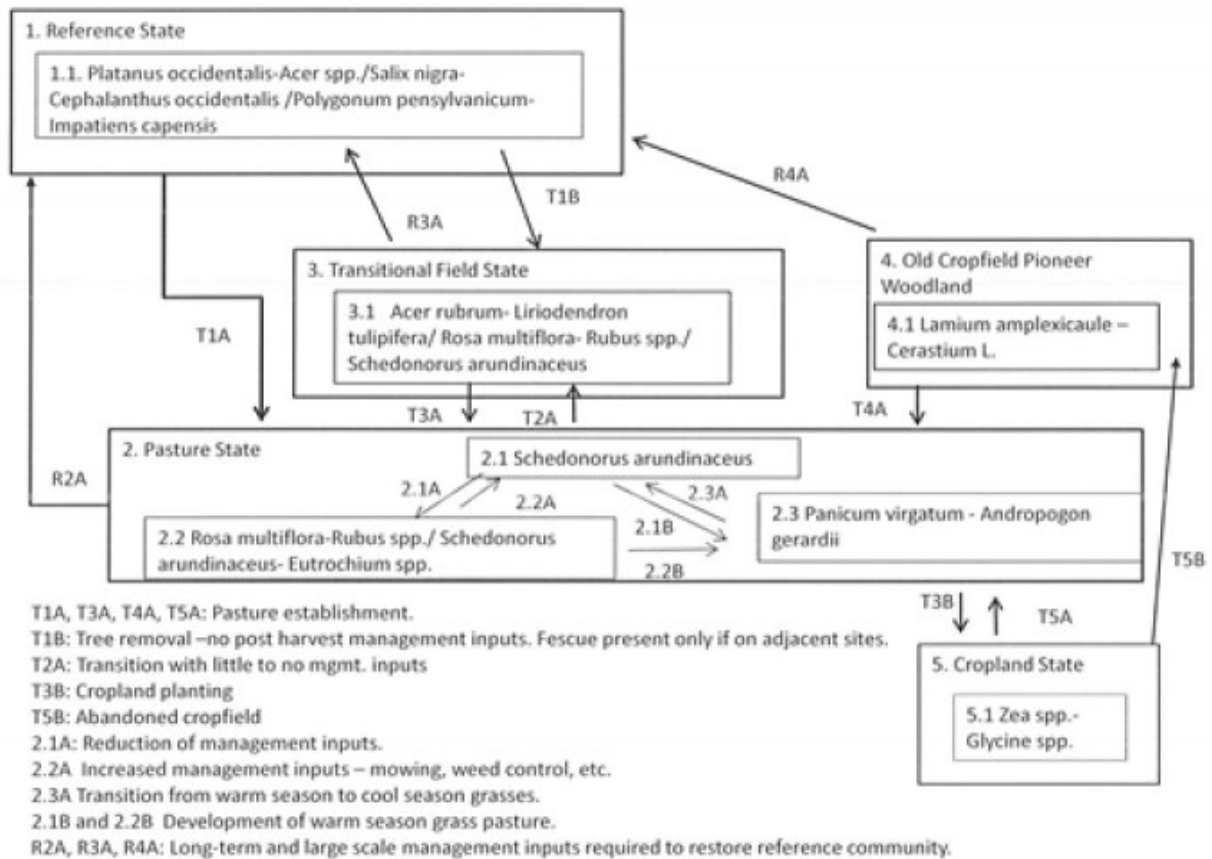 1. Reference State
1.1. Platanus occidentalis-Acer spp./Salix nigra-
Cephalanthus occidentalis /Polygonum pensylvanicum-
Impatiens capensis
R4A
T1B
R3A
3. Transitional Field State
3.1 Acer rubrum- Liriodendron
tulipifera/ Rosa multiflora- Rubus spp./
Schedonorus arundinaceus
4. Old Cropfield Pioneer
Woodland
4.1 Lamium amplexicaule –
Cerastium L.
T1A
T3A
T2A
T4A
2. Pasture State
2.1 Schedonorus arundinaceus
R2A
2.1A
2.2A
2.3A
2.1B
2.2 Rosa multiflora-Rubus spp./ Schedonorus
arundinaceus- Eutrochium spp.
2.3 Panicum virgatum - Andropogon
gerardii
2.2B
T5B
T3B
T5A
5. Cropland State
5.1 Zea spp.-
Glycine spp.
T1A, T3A, T4A, T5A: Pasture establishment.
T1B: Tree removal –no post harvest management inputs. Fescue present only if on adjacent sites.
T2A: Transition with little to no mgmt. inputs
T3B: Cropland planting
T5B: Abandoned cropfield
2.1A: Reduction of management inputs.
2.2A Increased management inputs – mowing, weed control, etc.
2.3A Transition from warm season to cool season grasses.
2.1B and 2.2B Development of warm season grass pasture.
R2A, R3A, R4A: Long-term and large scale management inputs required to restore reference community.